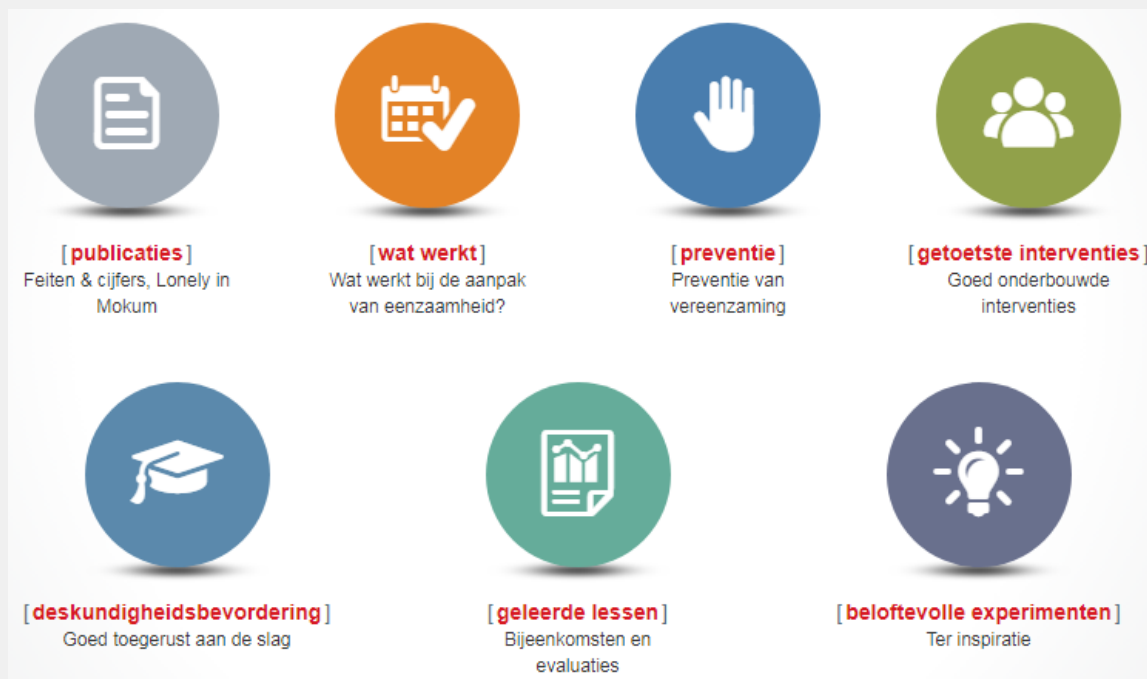 [publicaties]
Feiten & cijfers, Lonely in
Mokum
[wat werkt]
Wat werkt bij de aanpak
van eenzaamheid?
[preventie]
Preventie van
vereenzaming
[getoetste interventies]
Goed onderbouwde
interventies
[deskundigheidsbevordering]
Goed toegerust aan de slag
[geleerde lessen]
Bijeenkomsten en
evaluaties
[beloftevolle experimenten]
Ter inspiratie